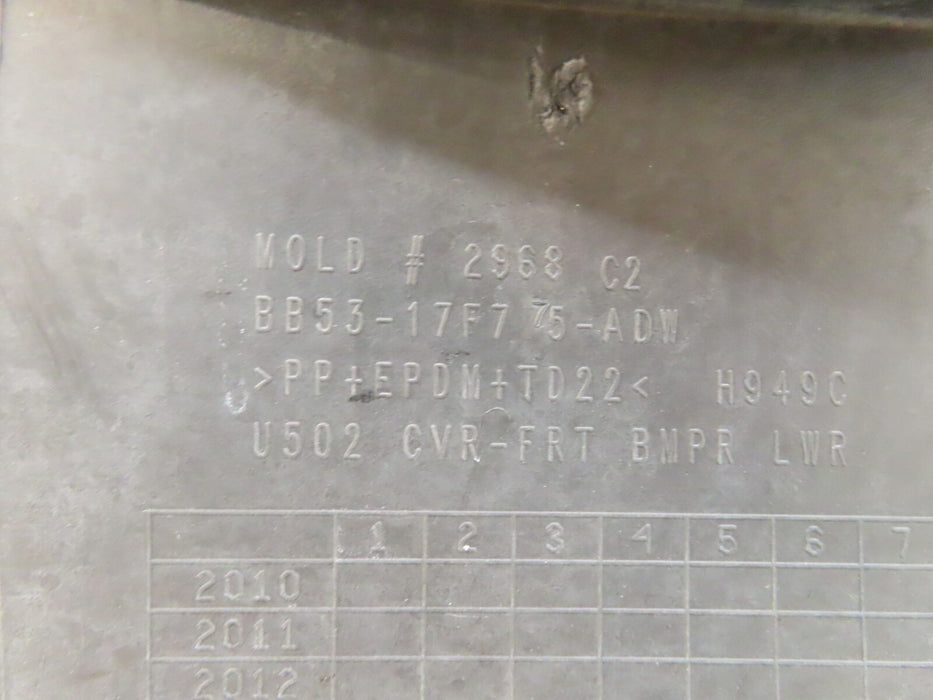 MOLD # 2968 C2
BB53-17F775-ADW
>PP+EPDM+TD22< H949C
U502 CVR-FRT BMPR LWR
1 2 3 4 5 6 7
2010
2011
2012